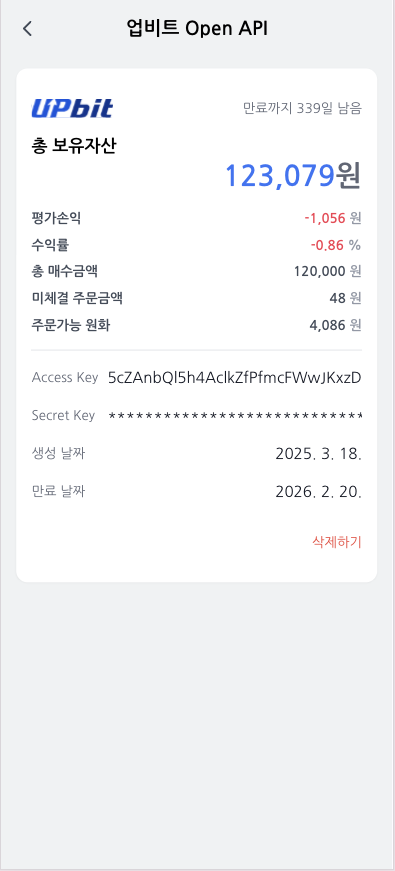 업비트 Open API
UPbit 만료까지 339일 남음
총 보유자산
123,079원
평가손익 -1,056 원
수익률 -0.86 %
총 매수금액 120,000 원
미체결 주문금액 48 원
주문가능 원화 4,086 원
Access Key 5cZAnbQl5h4AclkZfPfmcFWwJKxzD
Secret Key ****************************
생성 날짜 2025. 3. 18.
만료 날짜 2026. 2. 20.
삭제하기